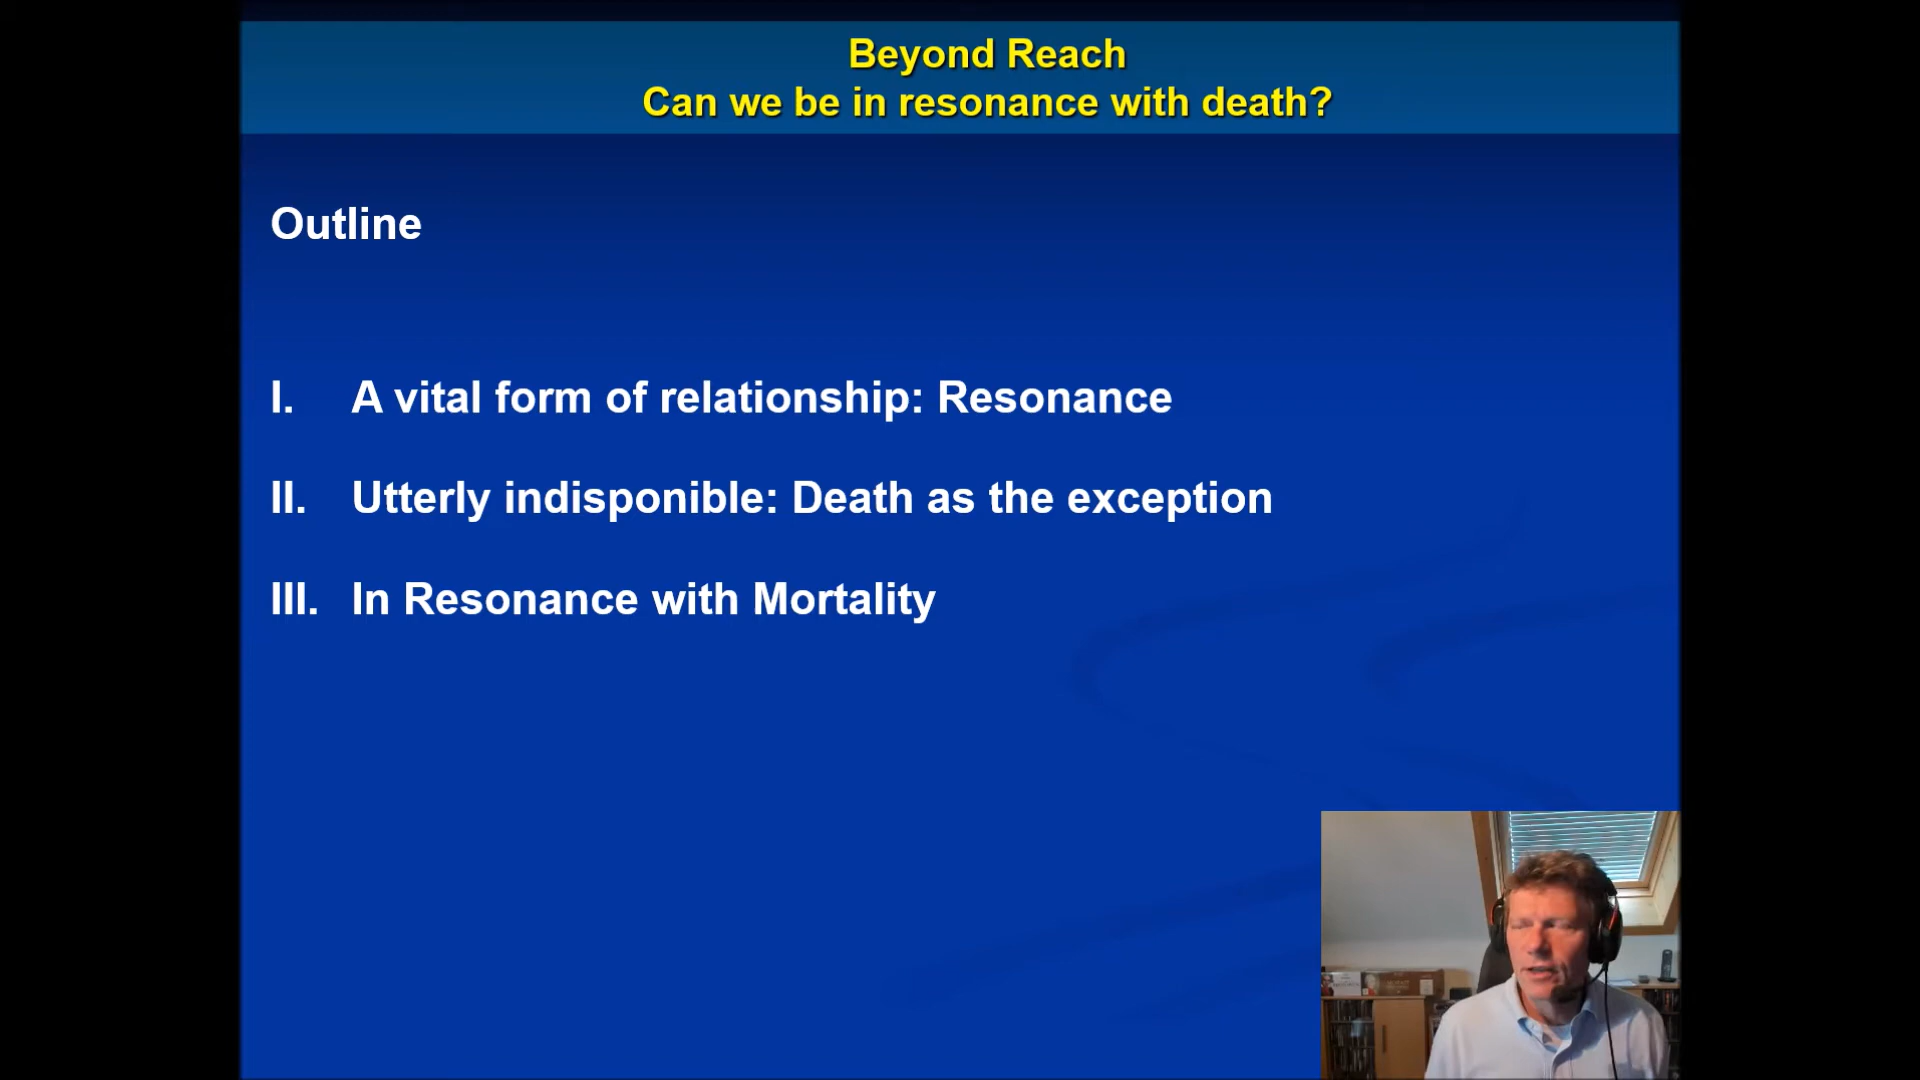 Beyond Reach
Can we be in resonance with death?
Outline
I. A vital form of relationship: Resonance
II. Utterly indisponible: Death as the exception
III. In Resonance with Mortality